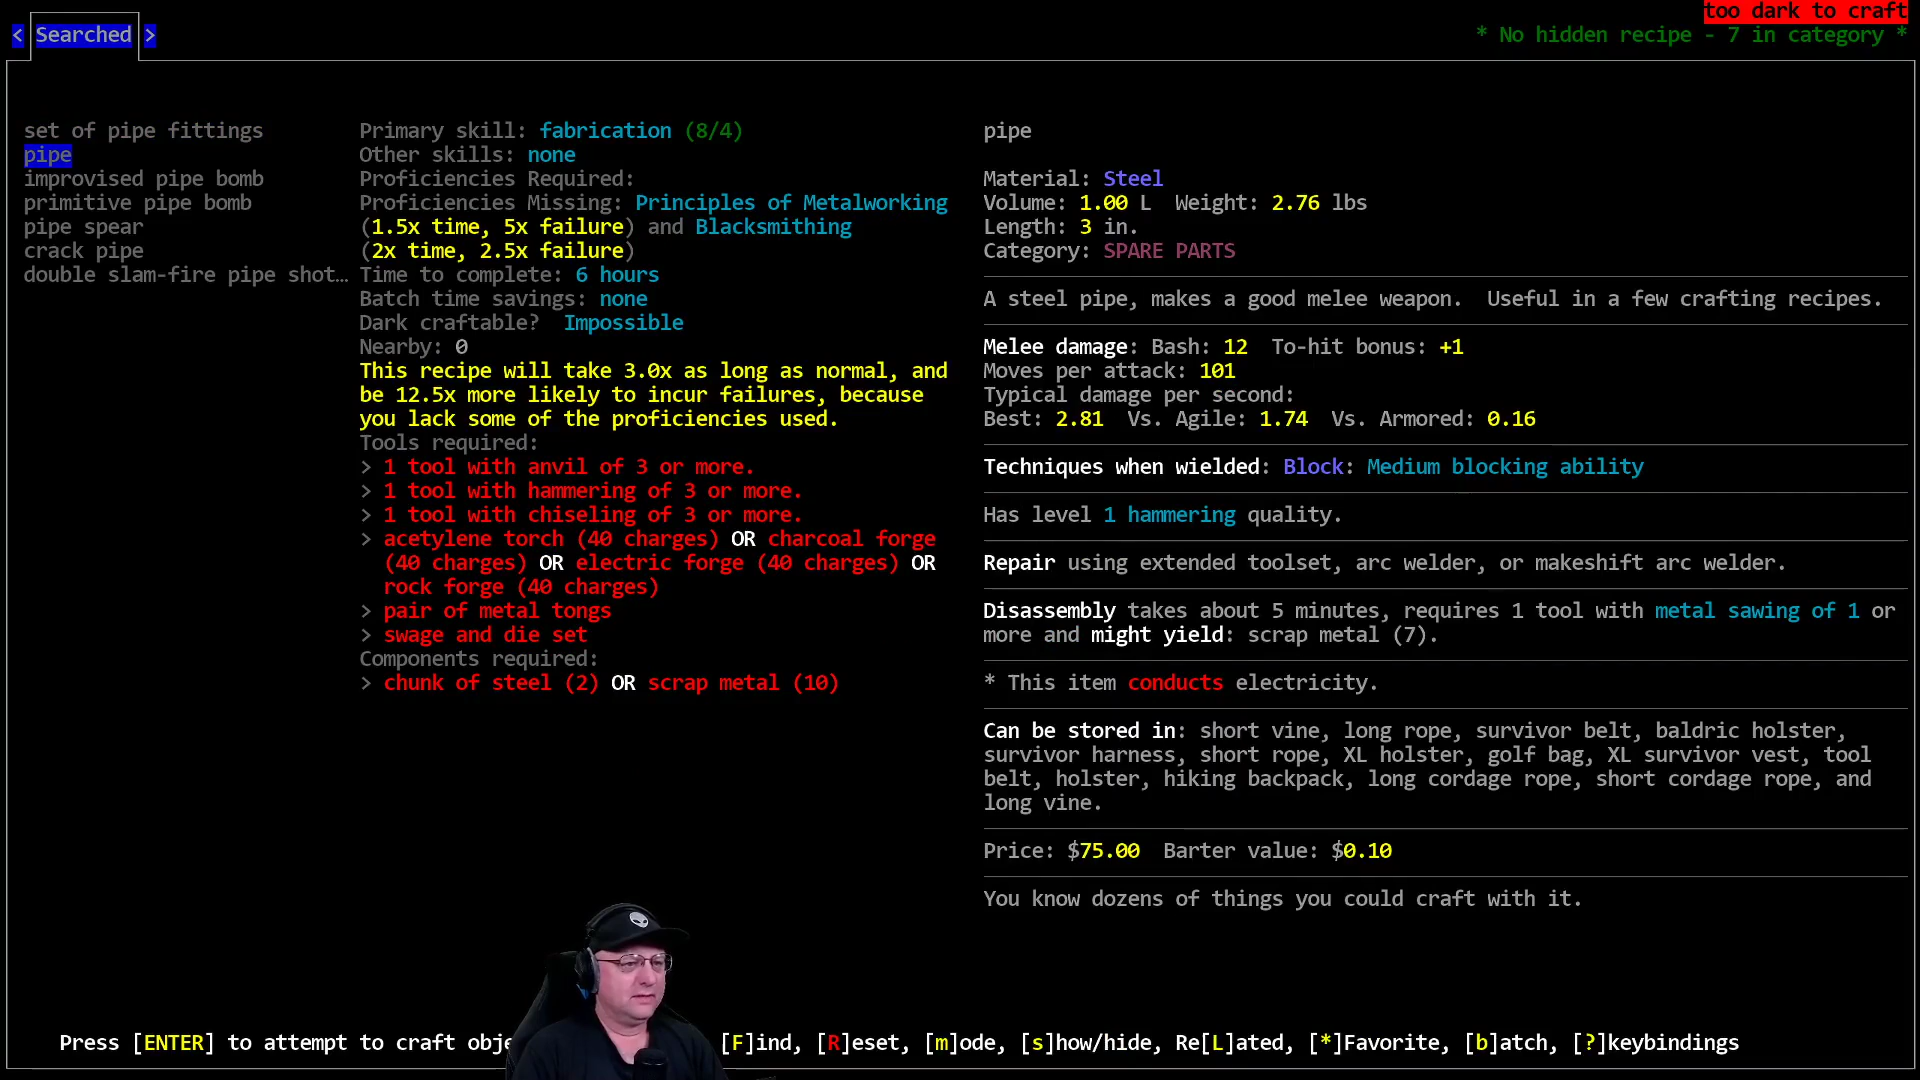 too dark to craft
< Searched >
* No hidden recipe - 7 in category *
set of pipe fittings
pipe
improvised pipe bomb
primitive pipe bomb
pipe spear
crack pipe
double slam-fire pipe shot…
Primary skill: fabrication (8/4)
Other skills: none
Proficiencies Required:
Proficiencies Missing: Principles of Metalworking
(1.5x time, 5x failure) and Blacksmithing
(2x time, 2.5x failure)
Time to complete: 6 hours
Batch time savings: none
Dark craftable? Impossible
Nearby: 0
This recipe will take 3.0x as long as normal, and
be 12.5x more likely to incur failures, because
you lack some of the proficiencies used.
Tools required:
> 1 tool with anvil of 3 or more.
> 1 tool with hammering of 3 or more.
> 1 tool with chiseling of 3 or more.
> acetylene torch (40 charges) OR charcoal forge
(40 charges) OR electric forge (40 charges) OR
rock forge (40 charges)
> pair of metal tongs
> swage and die set
Components required:
> chunk of steel (2) OR scrap metal (10)
pipe
Material: Steel
Volume: 1.00 L Weight: 2.76 lbs
Length: 3 in.
Category: SPARE PARTS
A steel pipe, makes a good melee weapon. Useful in a few crafting recipes.
Melee damage: Bash: 12 To-hit bonus: +1
Moves per attack: 101
Typical damage per second:
Best: 2.81 Vs. Agile: 1.74 Vs. Armored: 0.16
Techniques when wielded: Block: Medium blocking ability
Has level 1 hammering quality.
Repair using extended toolset, arc welder, or makeshift arc welder.
Disassembly takes about 5 minutes, requires 1 tool with metal sawing of 1 or
more and might yield: scrap metal (7).
* This item conducts electricity.
Can be stored in: short vine, long rope, survivor belt, baldric holster,
survivor harness, short rope, XL holster, golf bag, XL survivor vest, tool
belt, holster, hiking backpack, long cordage rope, short cordage rope, and
long vine.
Price: $75.00 Barter value: $0.10
You know dozens of things you could craft with it.
Press [ENTER] to attempt to craft obje [F]ind, [R]eset, [m]ode, [s]how/hide, Re[L]ated, [*]Favorite, [b]atch, [?]keybindings